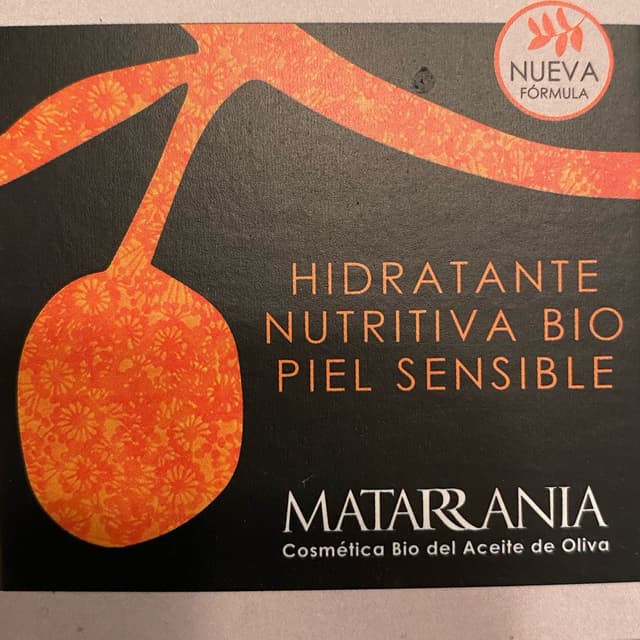 NUEVA
FÓRMULA
HIDRATANTE
NUTRITIVA BIO
PIEL SENSIBLE
MATARRANIA
Cosmética Bio del Aceite de Oliva